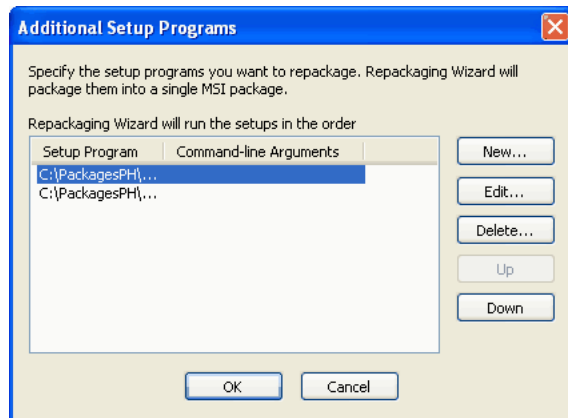 Additional Setup Programs
Specify the setup programs you want to repackage. Repackaging Wizard will
package them into a single MSI package.
Repackaging Wizard will run the setups in the order
Setup Program Command-line Arguments
C:\PackagesPH\...
C:\PackagesPH\...
New...
Edit...
Delete...
Up
Down
OK Cancel